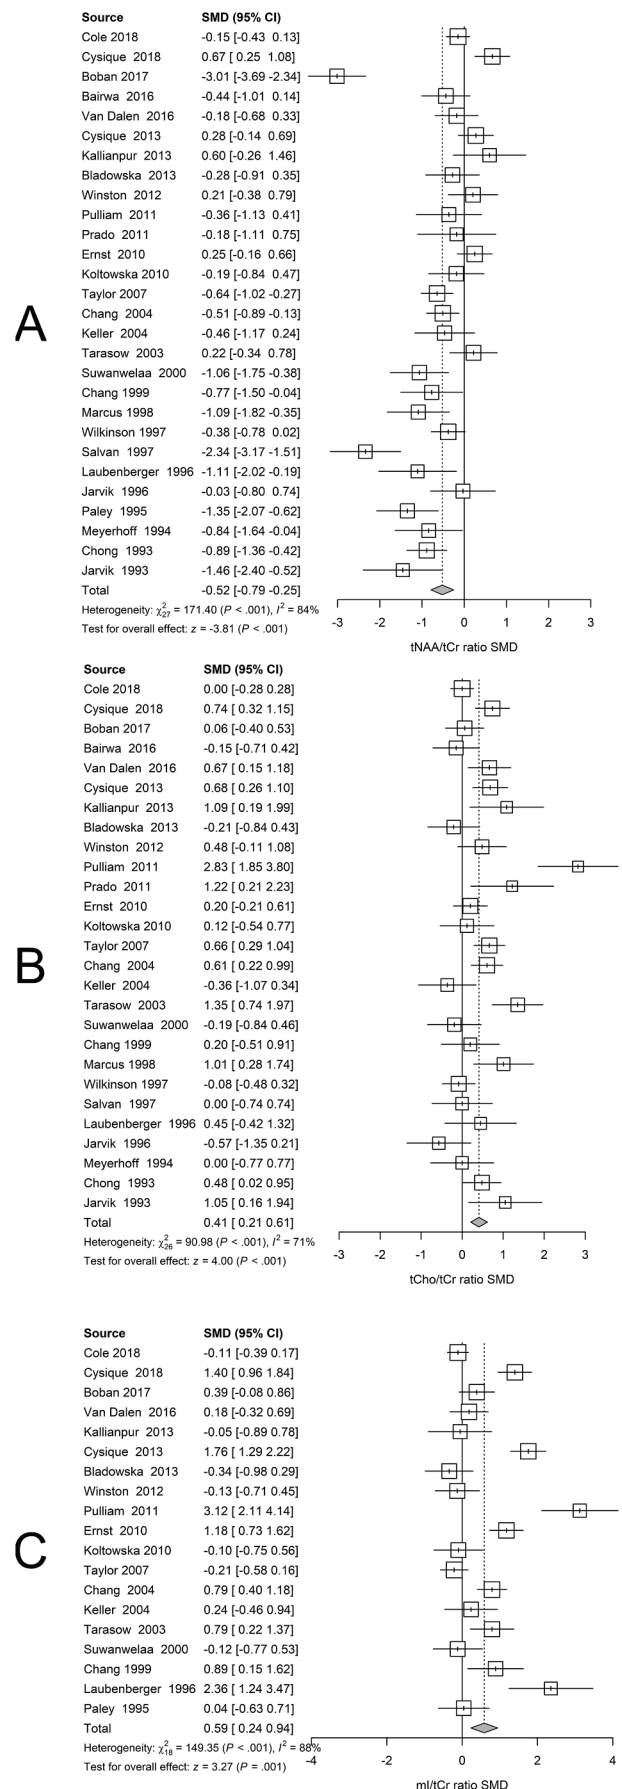 A
Source SMD (95% CI)
Cole 2018 -0.15 [-0.43 0.13]
Cysique 2018 0.67 [ 0.25 1.08]
Boban 2017 -3.01 [-3.69 -2.34]
Bairwa 2016 -0.44 [-1.01 0.14]
Van Dalen 2016 -0.18 [-0.68 0.33]
Cysique 2013 0.28 [-0.14 0.69]
Kallianpur 2013 0.60 [-0.26 1.46]
Bladowska 2013 -0.28 [-0.91 0.35]
Winston 2012 0.21 [-0.38 0.79]
Pulliam 2011 -0.36 [-1.13 0.41]
Prado 2011 -0.18 [-1.11 0.75]
Ernst 2010 0.25 [-0.16 0.66]
Koltowska 2010 -0.19 [-0.84 0.47]
Taylor 2007 -0.64 [-1.02 -0.27]
Chang 2004 -0.51 [-0.89 -0.13]
Keller 2004 -0.46 [-1.17 0.24]
Tarasow 2003 0.22 [-0.34 0.78]
Suwanwelaa 2000 -1.06 [-1.75 -0.38]
Chang 1999 -0.77 [-1.50 -0.04]
Marcus 1998 -1.09 [-1.82 -0.35]
Wilkinson 1997 -0.38 [-0.78 0.02]
Salvan 1997 -2.34 [-3.17 -1.51]
Laubenberger 1996 -1.11 [-2.02 -0.19]
Jarvik 1996 -0.03 [-0.80 0.74]
Paley 1995 -1.35 [-2.07 -0.62]
Meyerhoff 1994 -0.84 [-1.64 -0.04]
Chong 1993 -0.89 [-1.36 -0.42]
Jarvik 1993 -1.46 [-2.40 -0.52]
Total -0.52 [-0.79 -0.25]
Heterogeneity: χ²₂₇ = 171.40 (P < .001), I² = 84%
Test for overall effect: z = -3.81 (P < .001)
-3 -2 -1 0 1 2 3
tNAA/tCr ratio SMD
B
Source SMD (95% CI)
Cole 2018 0.00 [-0.28 0.28]
Cysique 2018 0.74 [ 0.32 1.15]
Boban 2017 0.06 [-0.40 0.53]
Bairwa 2016 -0.15 [-0.71 0.42]
Van Dalen 2016 0.67 [ 0.15 1.18]
Cysique 2013 0.68 [ 0.26 1.10]
Kallianpur 2013 1.09 [ 0.19 1.99]
Bladowska 2013 -0.21 [-0.84 0.43]
Winston 2012 0.48 [-0.11 1.08]
Pulliam 2011 2.83 [ 1.85 3.80]
Prado 2011 1.22 [ 0.21 2.23]
Ernst 2010 0.20 [-0.21 0.61]
Koltowska 2010 0.12 [-0.54 0.77]
Taylor 2007 0.66 [ 0.29 1.04]
Chang 2004 0.61 [ 0.22 0.99]
Keller 2004 -0.36 [-1.07 0.34]
Tarasow 2003 1.35 [ 0.74 1.97]
Suwanwelaa 2000 -0.19 [-0.84 0.46]
Chang 1999 0.20 [-0.51 0.91]
Marcus 1998 1.01 [ 0.28 1.74]
Wilkinson 1997 -0.08 [-0.48 0.32]
Salvan 1997 0.00 [-0.74 0.74]
Laubenberger 1996 0.45 [-0.42 1.32]
Jarvik 1996 -0.57 [-1.35 0.21]
Meyerhoff 1994 0.00 [-0.77 0.77]
Chong 1993 0.48 [ 0.02 0.95]
Jarvik 1993 1.05 [ 0.16 1.94]
Total 0.41 [ 0.21 0.61]
Heterogeneity: χ²₂₆ = 90.98 (P < .001), I² = 71%
Test for overall effect: z = 4.00 (P < .001)
-3 -2 -1 0 1 2 3
tCho/tCr ratio SMD
C
Source SMD (95% CI)
Cole 2018 -0.11 [-0.39 0.17]
Cysique 2018 1.40 [ 0.96 1.84]
Boban 2017 0.39 [-0.08 0.86]
Van Dalen 2016 0.18 [-0.32 0.69]
Kallianpur 2013 -0.05 [-0.89 0.78]
Cysique 2013 1.76 [ 1.29 2.22]
Bladowska 2013 -0.34 [-0.98 0.29]
Winston 2012 -0.13 [-0.71 0.45]
Pulliam 2011 3.12 [ 2.11 4.14]
Ernst 2010 1.18 [ 0.73 1.62]
Koltowska 2010 -0.10 [-0.75 0.56]
Taylor 2007 -0.21 [-0.58 0.16]
Chang 2004 0.79 [ 0.40 1.18]
Keller 2004 0.24 [-0.46 0.94]
Tarasow 2003 0.79 [ 0.22 1.37]
Suwanwelaa 2000 -0.12 [-0.77 0.53]
Chang 1999 0.89 [ 0.15 1.62]
Laubenberger 1996 2.36 [ 1.24 3.47]
Paley 1995 0.04 [-0.63 0.71]
Total 0.59 [ 0.24 0.94]
Heterogeneity: χ²₁₈ = 149.35 (P < .001), I² = 88%
Test for overall effect: z = 3.27 (P = .001)
-4 -2 0 2 4
mI/tCr ratio SMD